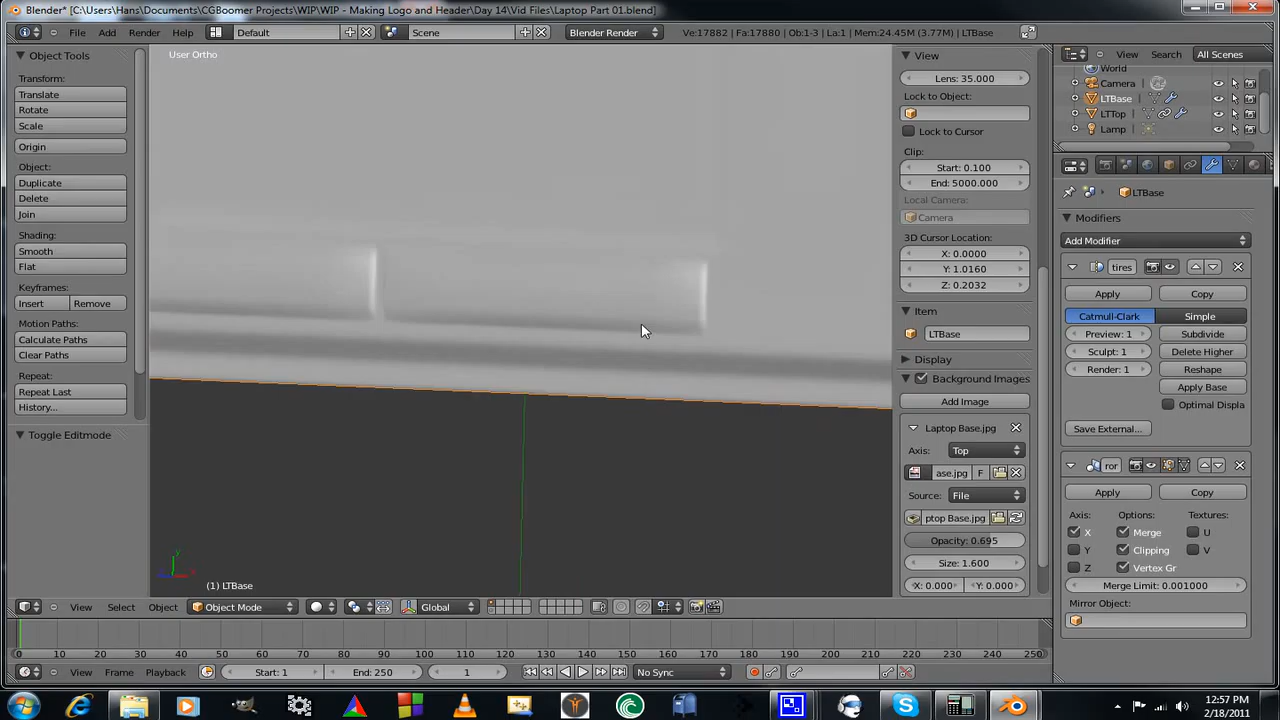 Blender* [C:\Users\Hans\Documents\CGBoomer Projects\WIP\WIP - Making Logo and Header\Day 14\Vid Files\Laptop Part 01.blend]
File Add Render Help Default Scene Blender Render Ve:17882 | Fa:17880 | Ob:1-3 | La:1 | Mem:24.45M (3.77M) | LTBase
Object Tools
Transform:
Translate
Rotate
Scale
Origin
Object:
Duplicate
Delete
Join
Shading:
Smooth
Flat
Keyframes:
Insert Remove
Motion Paths:
Calculate Paths
Clear Paths
Repeat:
Repeat Last
History...
Toggle Editmode
User Ortho
y
(1) LTBase
View Select Object Object Mode Global
View
Lens: 35.000
Lock to Object:
Lock to Cursor
Clip:
Start: 0.100
End: 5000.000
Local Camera:
Camera
3D Cursor Location:
X: 0.0000
Y: 1.0160
Z: 0.2032
Item
LTBase
Display
Background Images
Add Image
Laptop Base.jpg
Axis: Top
ase.jpg F
Source: File
ptop Base.jpg
Opacity: 0.695
Size: 1.600
X: 0.000 Y: 0.000
View Search All Scenes
World
Camera
LTBase
LTTop
Lamp
LTBase
Modifiers
Add Modifier
tires
Apply Copy
Catmull-Clark Simple
Preview: 1 Subdivide
Sculpt: 1 Delete Higher
Render: 1 Reshape
Apply Base
Optimal Displa
Save External...
ror
Apply Copy
Axis: Options: Textures:
X Merge U
Y Clipping V
Z Vertex Gr
Merge Limit: 0.001000
Mirror Object:
0 10 20 30 40 50 60 70 80 90 100 110 120 130 140 150 160 170 180 190 200 210 220 230 240 250
View Frame Playback Start: 1 End: 250 1 No Sync
12:57 PM
2/18/2011